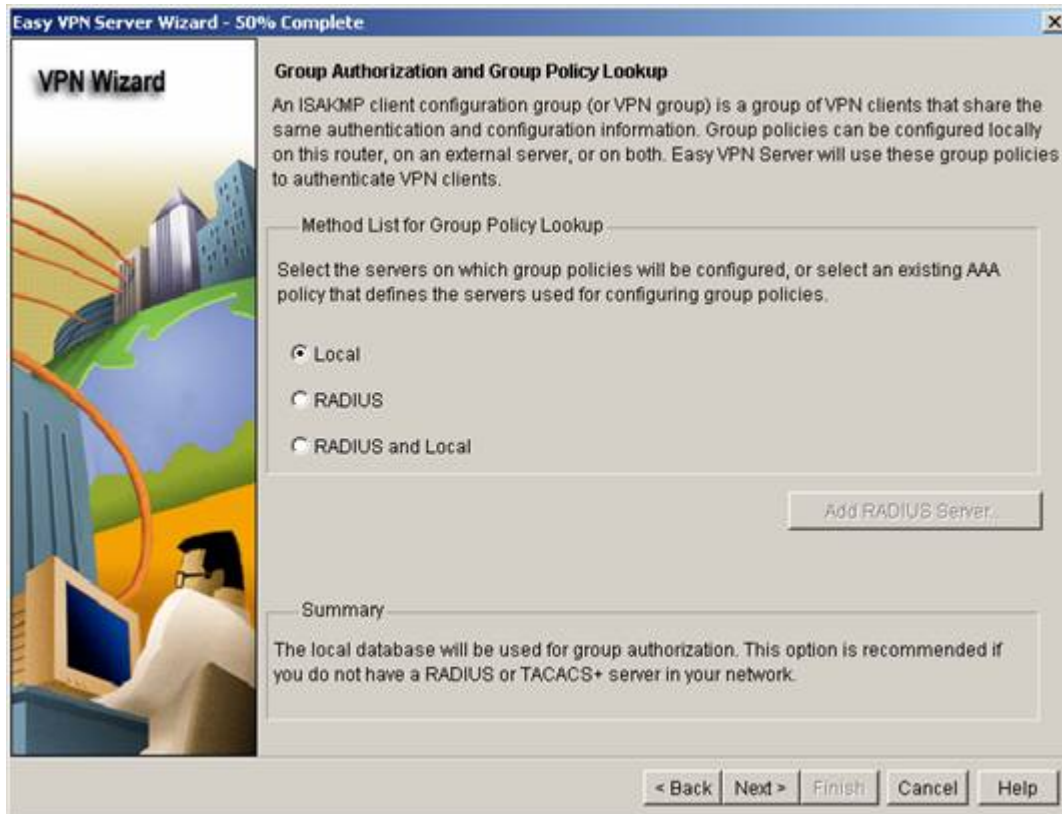 Easy VPN Server Wizard - 50% Complete
VPN Wizard
Group Authorization and Group Policy Lookup
An ISAKMP client configuration group (or VPN group) is a group of VPN clients that share the
same authentication and configuration information. Group policies can be configured locally
on this router, on an external server, or on both. Easy VPN Server will use these group policies
to authenticate VPN clients.
Method List for Group Policy Lookup
Select the servers on which group policies will be configured, or select an existing AAA
policy that defines the servers used for configuring group policies.
Local
RADIUS
RADIUS and Local
Add RADIUS Server...
Summary
The local database will be used for group authorization. This option is recommended if
you do not have a RADIUS or TACACS+ server in your network.
< Back Next > Finish Cancel Help